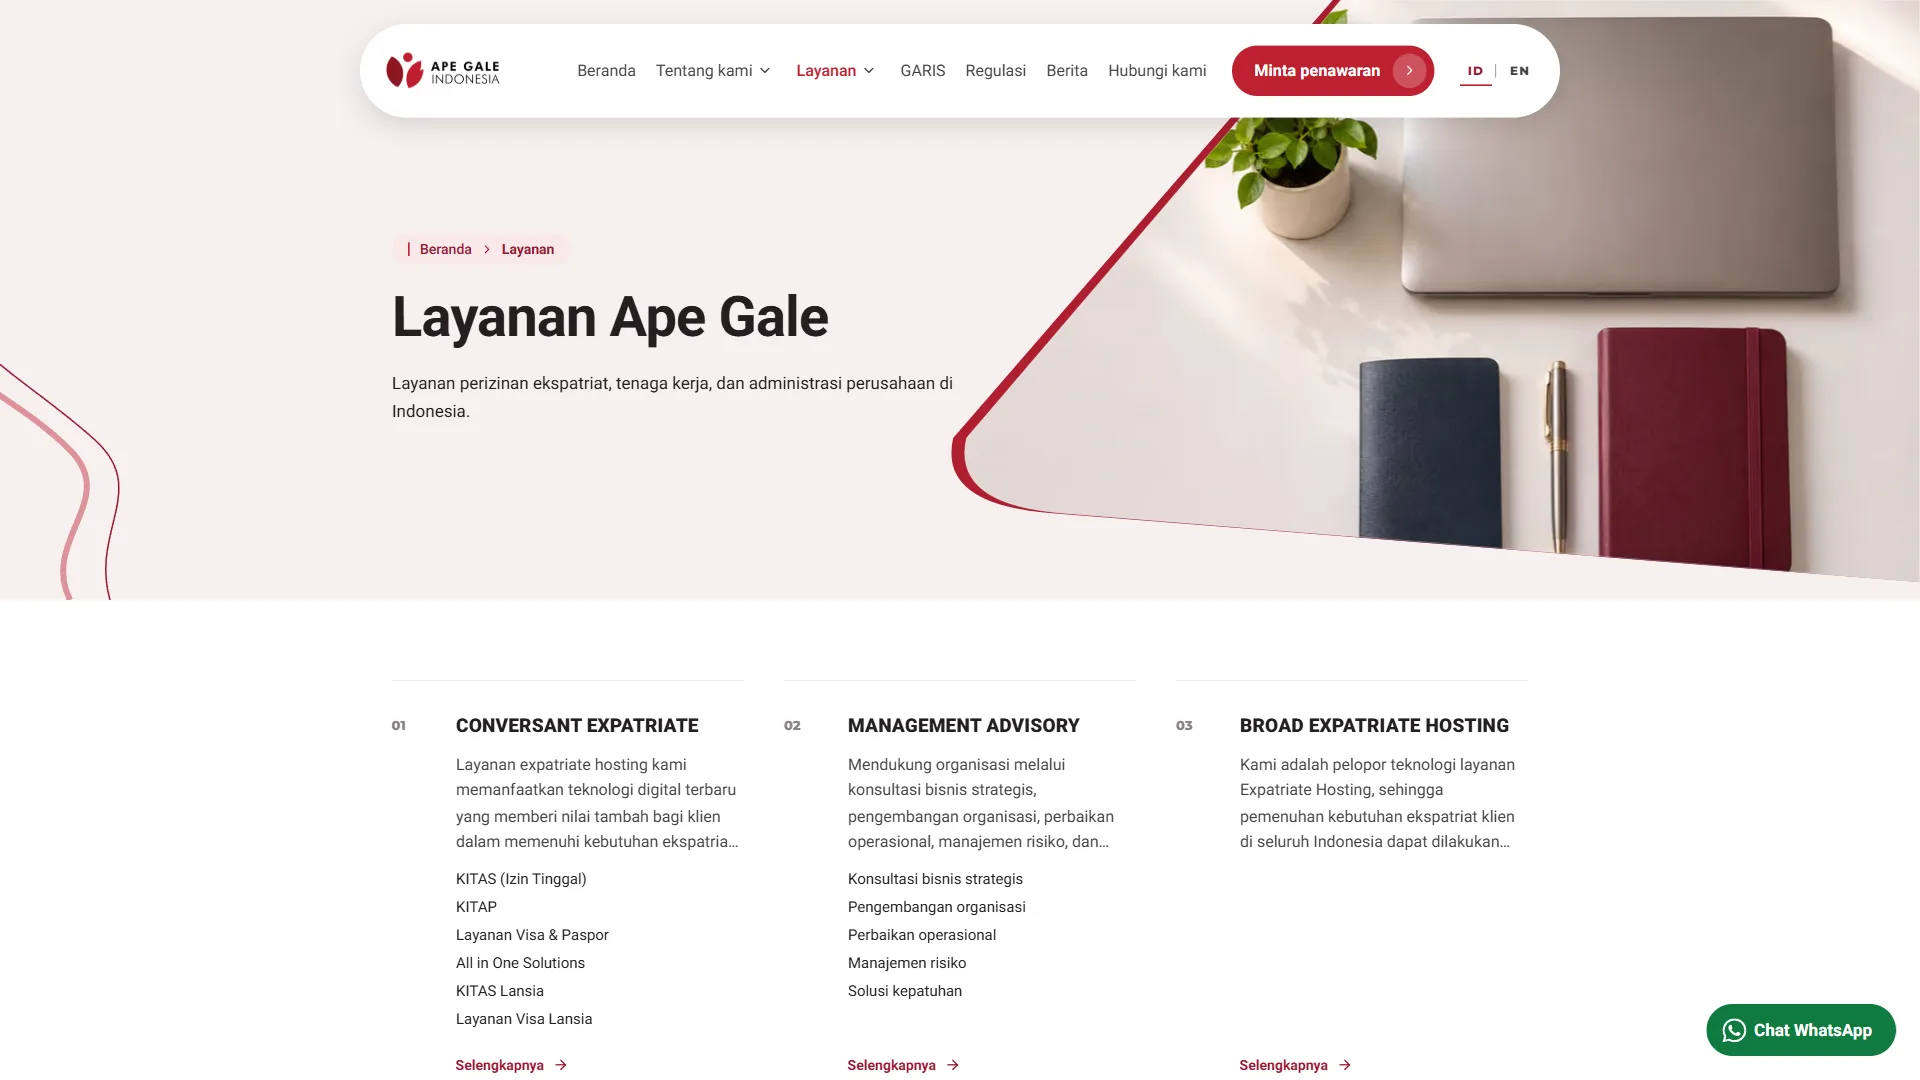 APE GALE
INDONESIA
Beranda
Tentang kami
Layanan
GARIS
Regulasi
Berita
Hubungi kami
Minta penawaran
ID
EN
Beranda
Layanan
Layanan Ape Gale
Layanan perizinan ekspatriat, tenaga kerja, dan administrasi perusahaan di
Indonesia.
01
CONVERSANT EXPATRIATE
Layanan expatriate hosting kami
memanfaatkan teknologi digital terbaru
yang memberi nilai tambah bagi klien
dalam memenuhi kebutuhan ekspatria...
KITAS (Izin Tinggal)
KITAP
Layanan Visa & Paspor
All in One Solutions
KITAS Lansia
Layanan Visa Lansia
Selengkapnya
02
MANAGEMENT ADVISORY
Mendukung organisasi melalui
konsultasi bisnis strategis,
pengembangan organisasi, perbaikan
operasional, manajemen risiko, dan...
Konsultasi bisnis strategis
Pengembangan organisasi
Perbaikan operasional
Manajemen risiko
Solusi kepatuhan
Selengkapnya
03
BROAD EXPATRIATE HOSTING
Kami adalah pelopor teknologi layanan
Expatriate Hosting, sehingga
pemenuhan kebutuhan ekspatriat klien
di seluruh Indonesia dapat dilakukan...
Selengkapnya
Chat WhatsApp